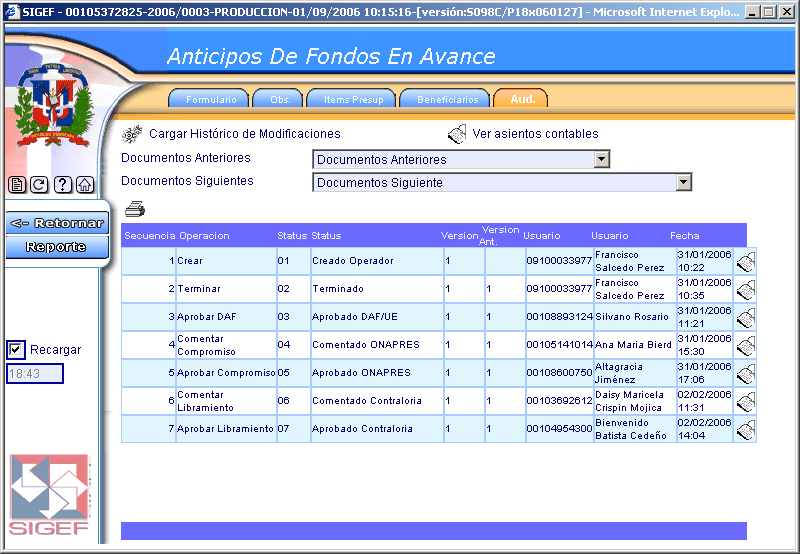 SIGEF - 00105372825-2006/0003-PRODUCCION-01/09/2006 10:15:16-[versión:S098C/P18x060127] - Microsoft Internet Explo...
Anticipos De Fondos En Avance
Formulario Obs. Items Presup Beneficiarios Aud.
Cargar Histórico de Modificaciones Ver asientos contables
Documentos Anteriores Documentos Anteriores
Documentos Siguientes Documentos Siguiente
<- Retornar
Reporte
Recargar
18:43
SIGEF
Secuencia Operacion Status Status Version Version Ant. Usuario Usuario Fecha
1 Crear 01 Creado Operador 1 09100033977 Francisco Salcedo Perez 31/01/2006 10:22
2 Terminar 02 Terminado 1 1 09100033977 Francisco Salcedo Perez 31/01/2006 10:35
3 Aprobar DAF 03 Aprobado DAF/UE 1 1 00108893124 Silvano Rosario 31/01/2006 11:21
4 Comentar Compromiso 04 Comentado ONAPRES 1 1 00105141014 Ana Maria Bierd 31/01/2006 15:30
5 Aprobar Compromiso 05 Aprobado ONAPRES 1 1 00108600750 Altagracia Jiménez 31/01/2006 17:06
6 Comentar Libramiento 06 Comentado Contraloria 1 1 00103692612 Daisy Maricela Crispin Mojica 02/02/2006 11:31
7 Aprobar Libramiento 07 Aprobado Contraloria 1 1 00104954300 Bienvenido Batista Cedeño 02/02/2006 14:04